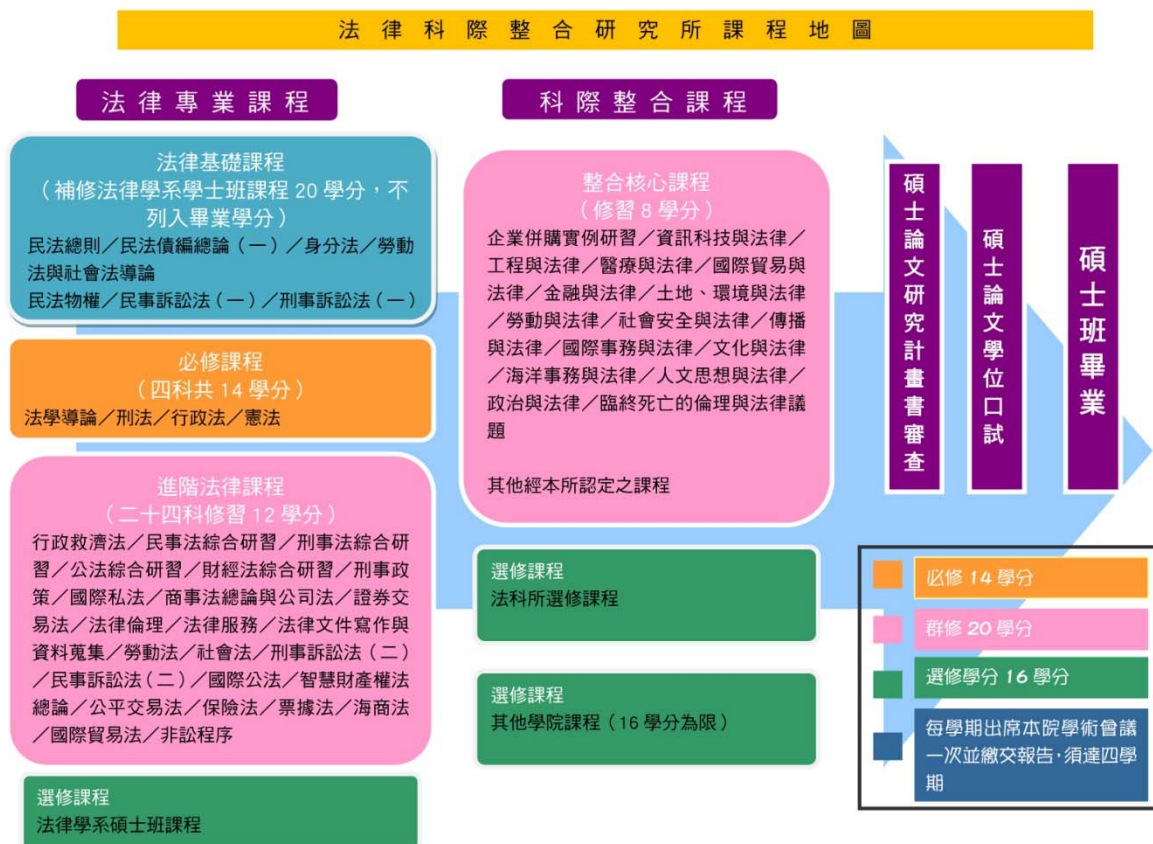 法律科際整合研究所課程地圖
法律專業課程
法律基礎課程
（補修法律學系學士班課程 20 學分，不
列入畢業學分）
民法總則／民法債編總論（一）／身分法／勞動
法與社會法導論
民法物權／民事訴訟法（一）／刑事訴訟法（一）
必修課程
（四科共 14 學分）
法學導論／刑法／行政法／憲法
進階法律課程
（二十四科修習 12 學分）
行政救濟法／民事法綜合研習／刑事法綜合研
習／公法綜合研習／財經法綜合研習／刑事政
策／國際私法／商事法總論與公司法／證券交
易法／法律倫理／法律服務／法律文件寫作與
資料蒐集／勞動法／社會法／刑事訴訟法（二）
／民事訴訟法（二）／國際公法／智慧財產權法
總論／公平交易法／保險法／票據法／海商法
／國際貿易法／非訟程序
選修課程
法律學系碩士班課程
科際整合課程
整合核心課程
（修習 8 學分）
企業併購實例研習／資訊科技與法律／
工程與法律／醫療與法律／國際貿易與
法律／金融與法律／土地、環境與法律
／勞動與法律／社會安全與法律／傳播
與法律／國際事務與法律／文化與法律
／海洋事務與法律／人文思想與法律／
政治與法律／臨終死亡的倫理與法律議
題
其他經本所認定之課程
選修課程
法科所選修課程
選修課程
其他學院課程（16 學分為限）
碩士論文研究計畫書審查
碩士論文學位口試
碩士班畢業
必修 14 學分
群修 20 學分
選修學分 16 學分
每學期出席本院學術會議
一次並繳交報告，須達四學
期